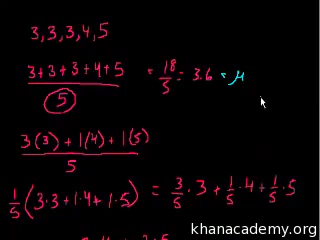 3,3,3,4,5
3+3+3+4+5 / 5 = 18/5 = 3.6 = μ
3(3) + 1(4) + 1(5) / 5
1/5 (3·3 + 1·4 + 1·5) = 3/5 · 3 + 1/5 · 4 + 1/5 · 5
khanacademy.org